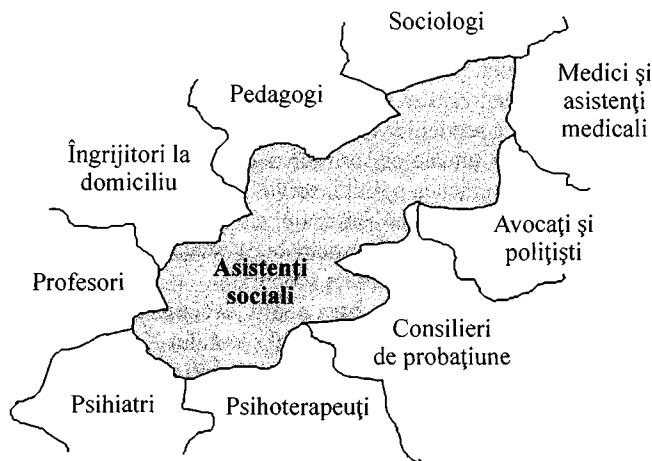 Sociologi
Medici şi
asistenţi
medicali
Pedagogi
Îngrijitori la
domiciliu
Avocaţi şi
poliţişti
Profesori
Asistenţi
sociali
Consilieri
de probaţiune
Psihiatri
Psihoterapeuţi